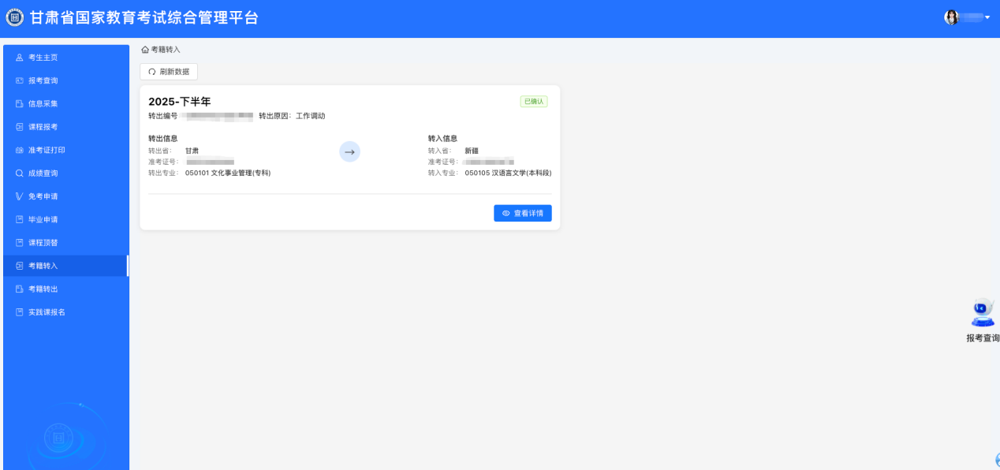 甘肃省国家教育考试综合管理平台
考生主页
报考查询
信息采集
课程报考
准考证打印
成绩查询
免考申请
毕业申请
课程顶替
考籍转入
考籍转出
实践课报名
考籍转入
刷新数据
2025-下半年
已确认
转出编号 转出原因：工作调动
转出信息
转出省：甘肃
准考证号：
转出专业：050101 文化事业管理(专科)
转入信息
转入省：新疆
准考证号：
转入专业：050105 汉语言文学(本科段)
查看详情
报考查询